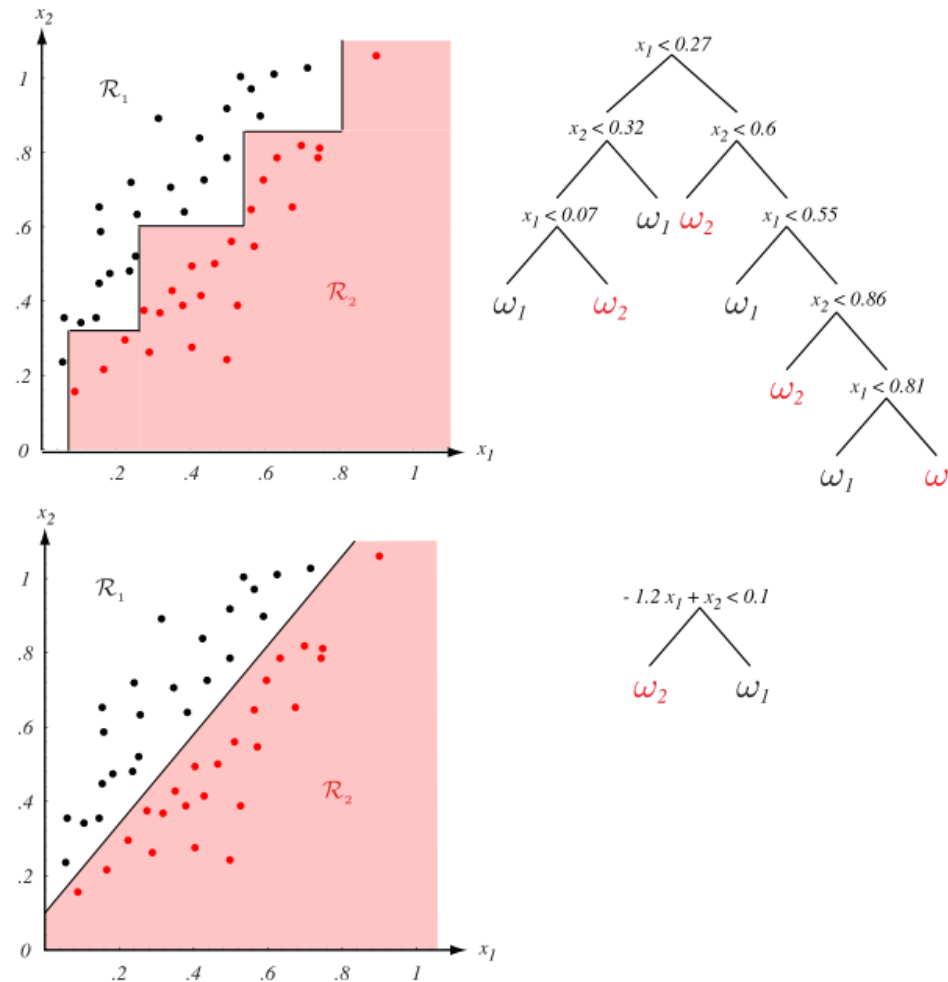 x₂
1
.8
.6
.4
.2
0
R₁
R₂
.2 .4 .6 .8 1
x₁
x₁ < 0.27
x₂ < 0.32 x₂ < 0.6
x₁ < 0.07 ω₁ ω₂ x₁ < 0.55
ω₁ ω₂ ω₁ x₂ < 0.86
ω₂ x₁ < 0.81
ω₁ ω
x₂
1
.8
.6
.4
.2
0
R₁
R₂
.2 .4 .6 .8 1
x₁
- 1.2 x₁ + x₂ < 0.1
ω₂ ω₁